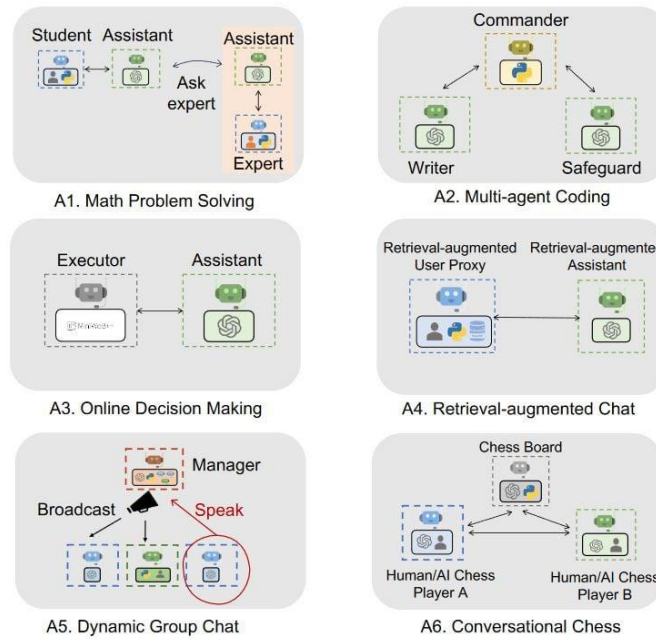 Student Assistant
Assistant
Ask
expert
Expert
A1. Math Problem Solving
Commander
Writer
Safeguard
A2. Multi-agent Coding
Executor
Assistant
A3. Online Decision Making
Retrieval-augmented
User Proxy
Retrieval-augmente
Assistant
A4. Retrieval-augmented Chat
Manager
Broadcast
Speak
A5. Dynamic Group Chat
Chess Board
Human/AI Chess
Player A
Human/AI Chess
Player B
A6. Conversational Chess